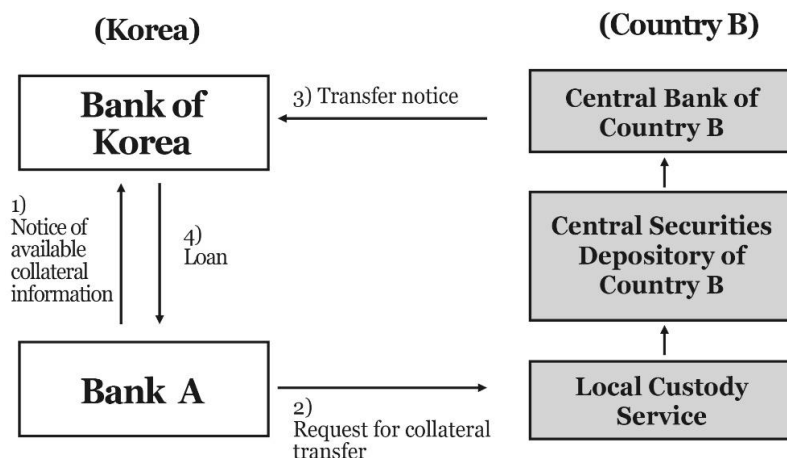 (Korea)
(Country B)
Bank of
Korea
3) Transfer notice
Central Bank of
Country B
1)
Notice of
available
collateral
information
4)
Loan
Central Securities
Depository of
Country B
Bank A
2)
Request for collateral
transfer
Local Custody
Service